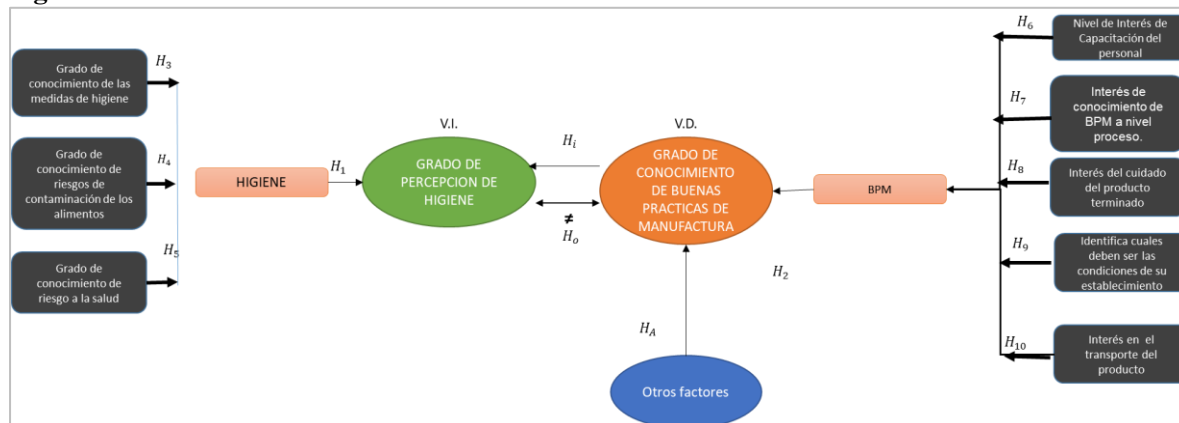 Grado de
conocimiento de las
medidas de higiene
H₃
Grado de
conocimiento de
riesgos de
contaminación de los
alimentos
H₄
Grado de
conocimiento de
riesgo a la salud
H₅
HIGIENE
H₁
V.I.
GRADO DE
PERCEPCION DE
HIGIENE
Hᵢ
≠
Hₒ
V.D.
GRADO DE
CONOCIMIENTO
DE BUENAS
PRACTICAS DE
MANUFACTURA
H₂
H_A
Otros factores
BPM
H₆
Nivel de Interés de
Capacitación del
personal
H₇
Interés de
conocimiento de
BPM a nivel
proceso.
H₈
Interés del cuidado
del producto
terminado
H₉
Identifica cuales
deben ser las
condiciones de su
establecimiento
H₁₀
Interés en el
transporte del
producto